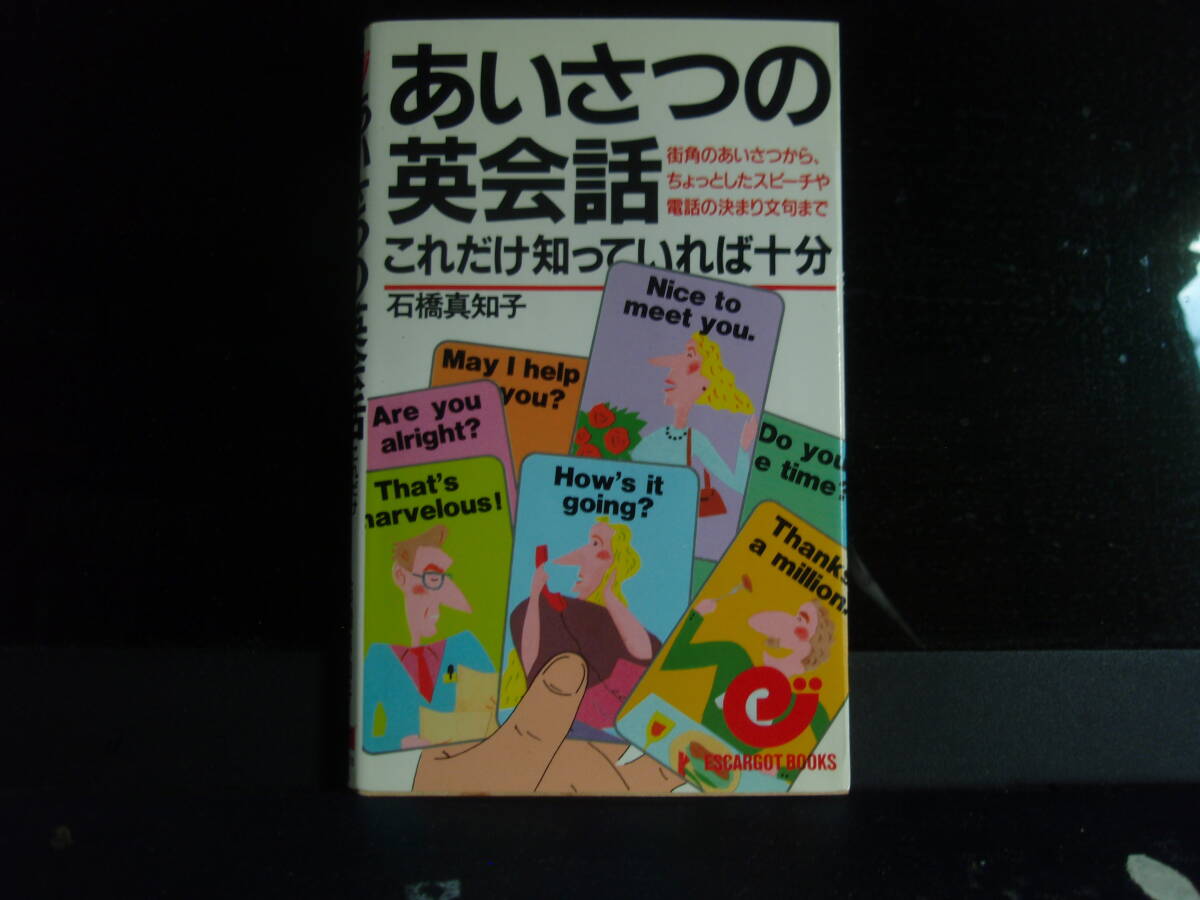 あいさつの
英会話
街角のあいさつから、
ちょっとしたスピーチや
電話の決まり文句まで
これだけ知っていれば十分
石橋真知子
Nice to
meet you.
May I help
you?
Are you
alright?
Do you
e time?
That's
marvelous!
How's it
going?
Thanks
a million.
ESCARGOT BOOKS